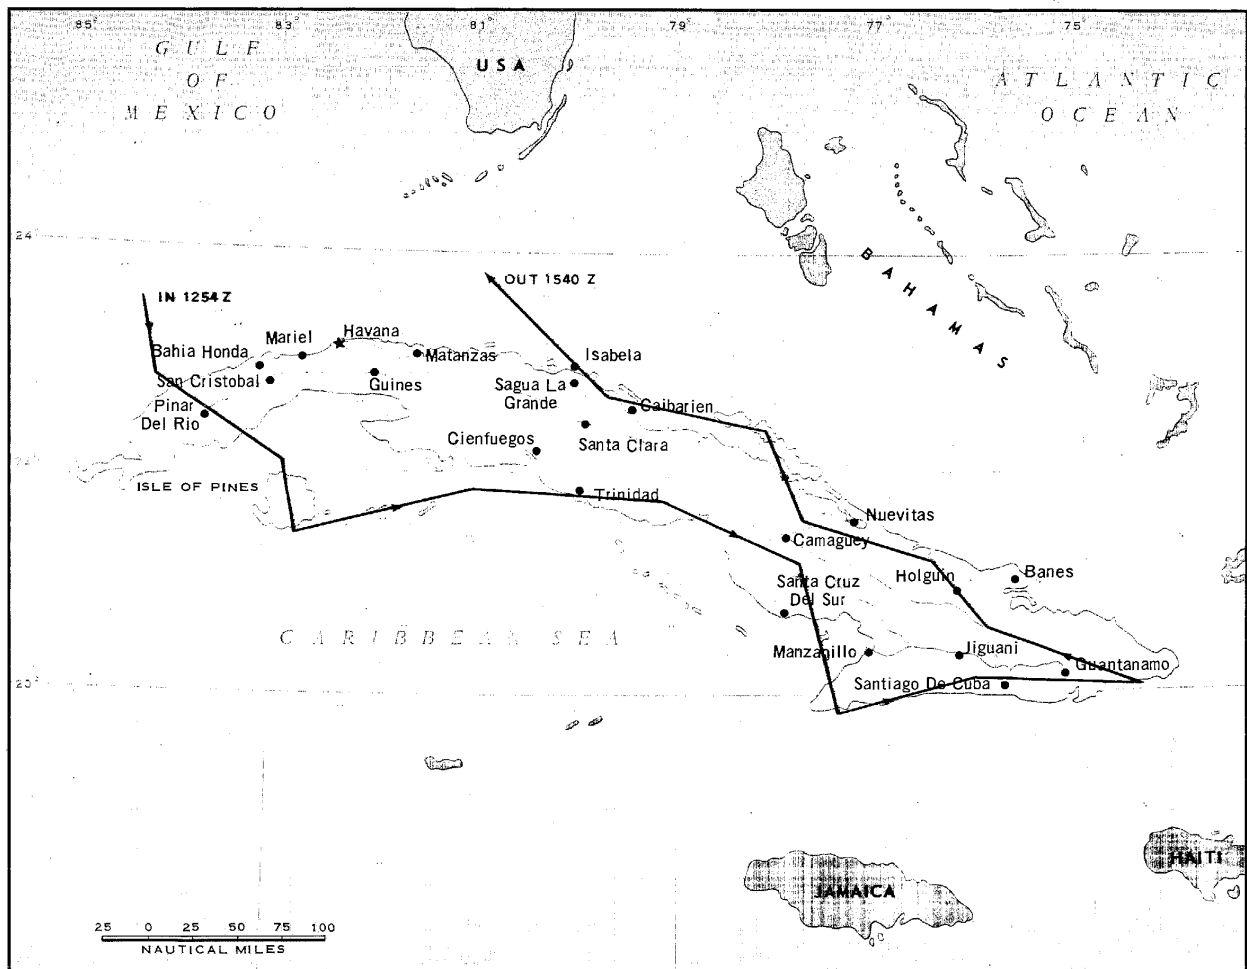 85°
83
81
79
77
75
GULF
OF
MEXICO
USA
ATLANTIC
OCEAN
24
BAHAMAS
IN 1254 Z
OUT 1540 Z
Bahia Honda
Mariel
Havana
Matanzas
Isabela
San Cristobal
Guines
Sagua La
Grande
Caibarien
Pinar
Del Rio
Cienfuegos
Santa Clara
ISLE OF PINES
Trinidad
Nuevitas
Camaguey
Holguin
Banes
Santa Cruz
Del Sur
CARIBBEAN SEA
Manzanillo
Jiguani
Guantanamo
20°
Santiago De Cuba
JAMAICA
HAITI
25 0 25 50 75 100
NAUTICAL MILES